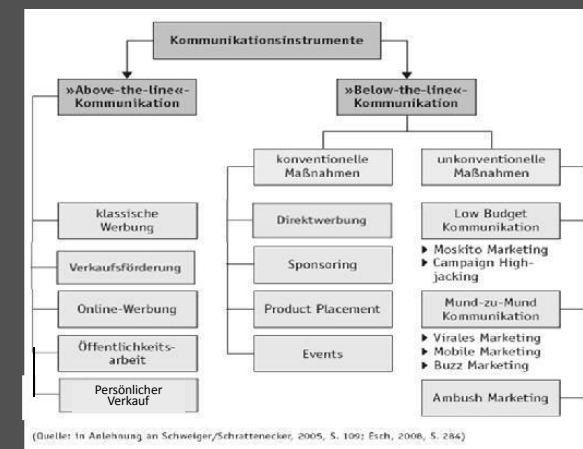 Kommunikationsinstrumente
»Above-the-line«-
Kommunikation
»Below-the-line«-
Kommunikation
konventionelle
Maßnahmen
unkonventionelle
Maßnahmen
klassische
Werbung
Verkaufsförderung
Online-Werbung
Öffentlichkeits-
arbeit
Persönlicher
Verkauf
Direktwerbung
Sponsoring
Product Placement
Events
Low Budget
Kommunikation
▶ Moskito Marketing
▶ Campaign High-
jacking
Mund-zu-Mund
Kommunikation
▶ Virales Marketing
▶ Mobile Marketing
▶ Buzz Marketing
Ambush Marketing
(Quelle: in Anlehnung an Schweiger/Schrattenecker, 2005, S. 109; Esch, 2008, S. 284)